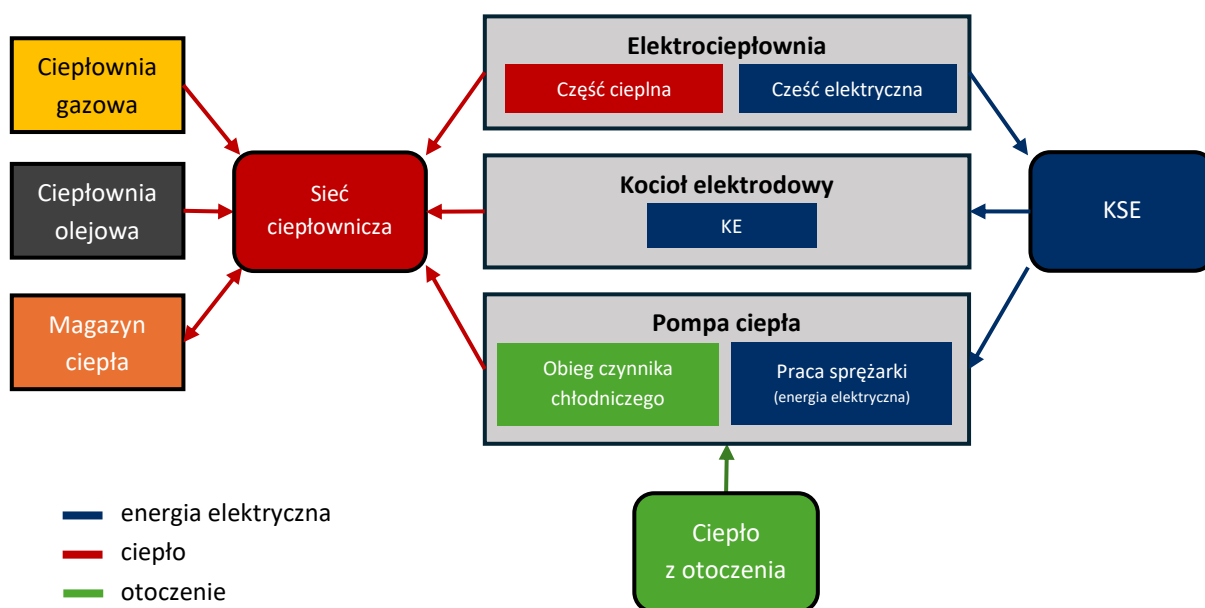 Elektrociepłownia
Ciepłownia
gazowa
Część cieplna
Cześć elektryczna
Ciepłownia
olejowa
Sieć
ciepłownicza
Kocioł elektrodowy
KE
KSE
Magazyn
ciepła
Pompa ciepła
Obieg czynnika
chłodniczego
Praca sprężarki
(energia elektryczna)
energia elektryczna
ciepło
otoczenie
Ciepło
z otoczenia